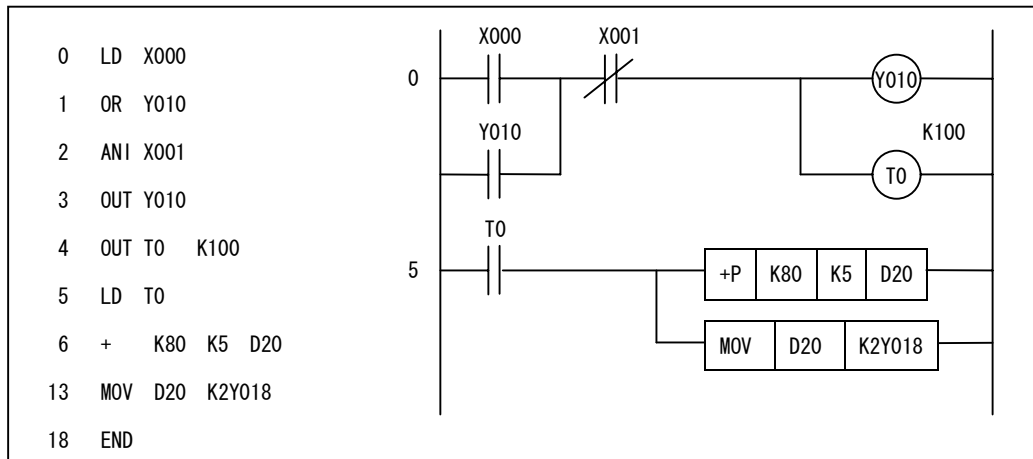 0 LD X000
1 OR Y010
2 ANI X001
3 OUT Y010
4 OUT T0 K100
5 LD T0
6 + K80 K5 D20
13 MOV D20 K2Y018
18 END
X000 X001
0 Y010
Y010 K100
T0
T0
5 +P K80 K5 D20
MOV D20 K2Y018